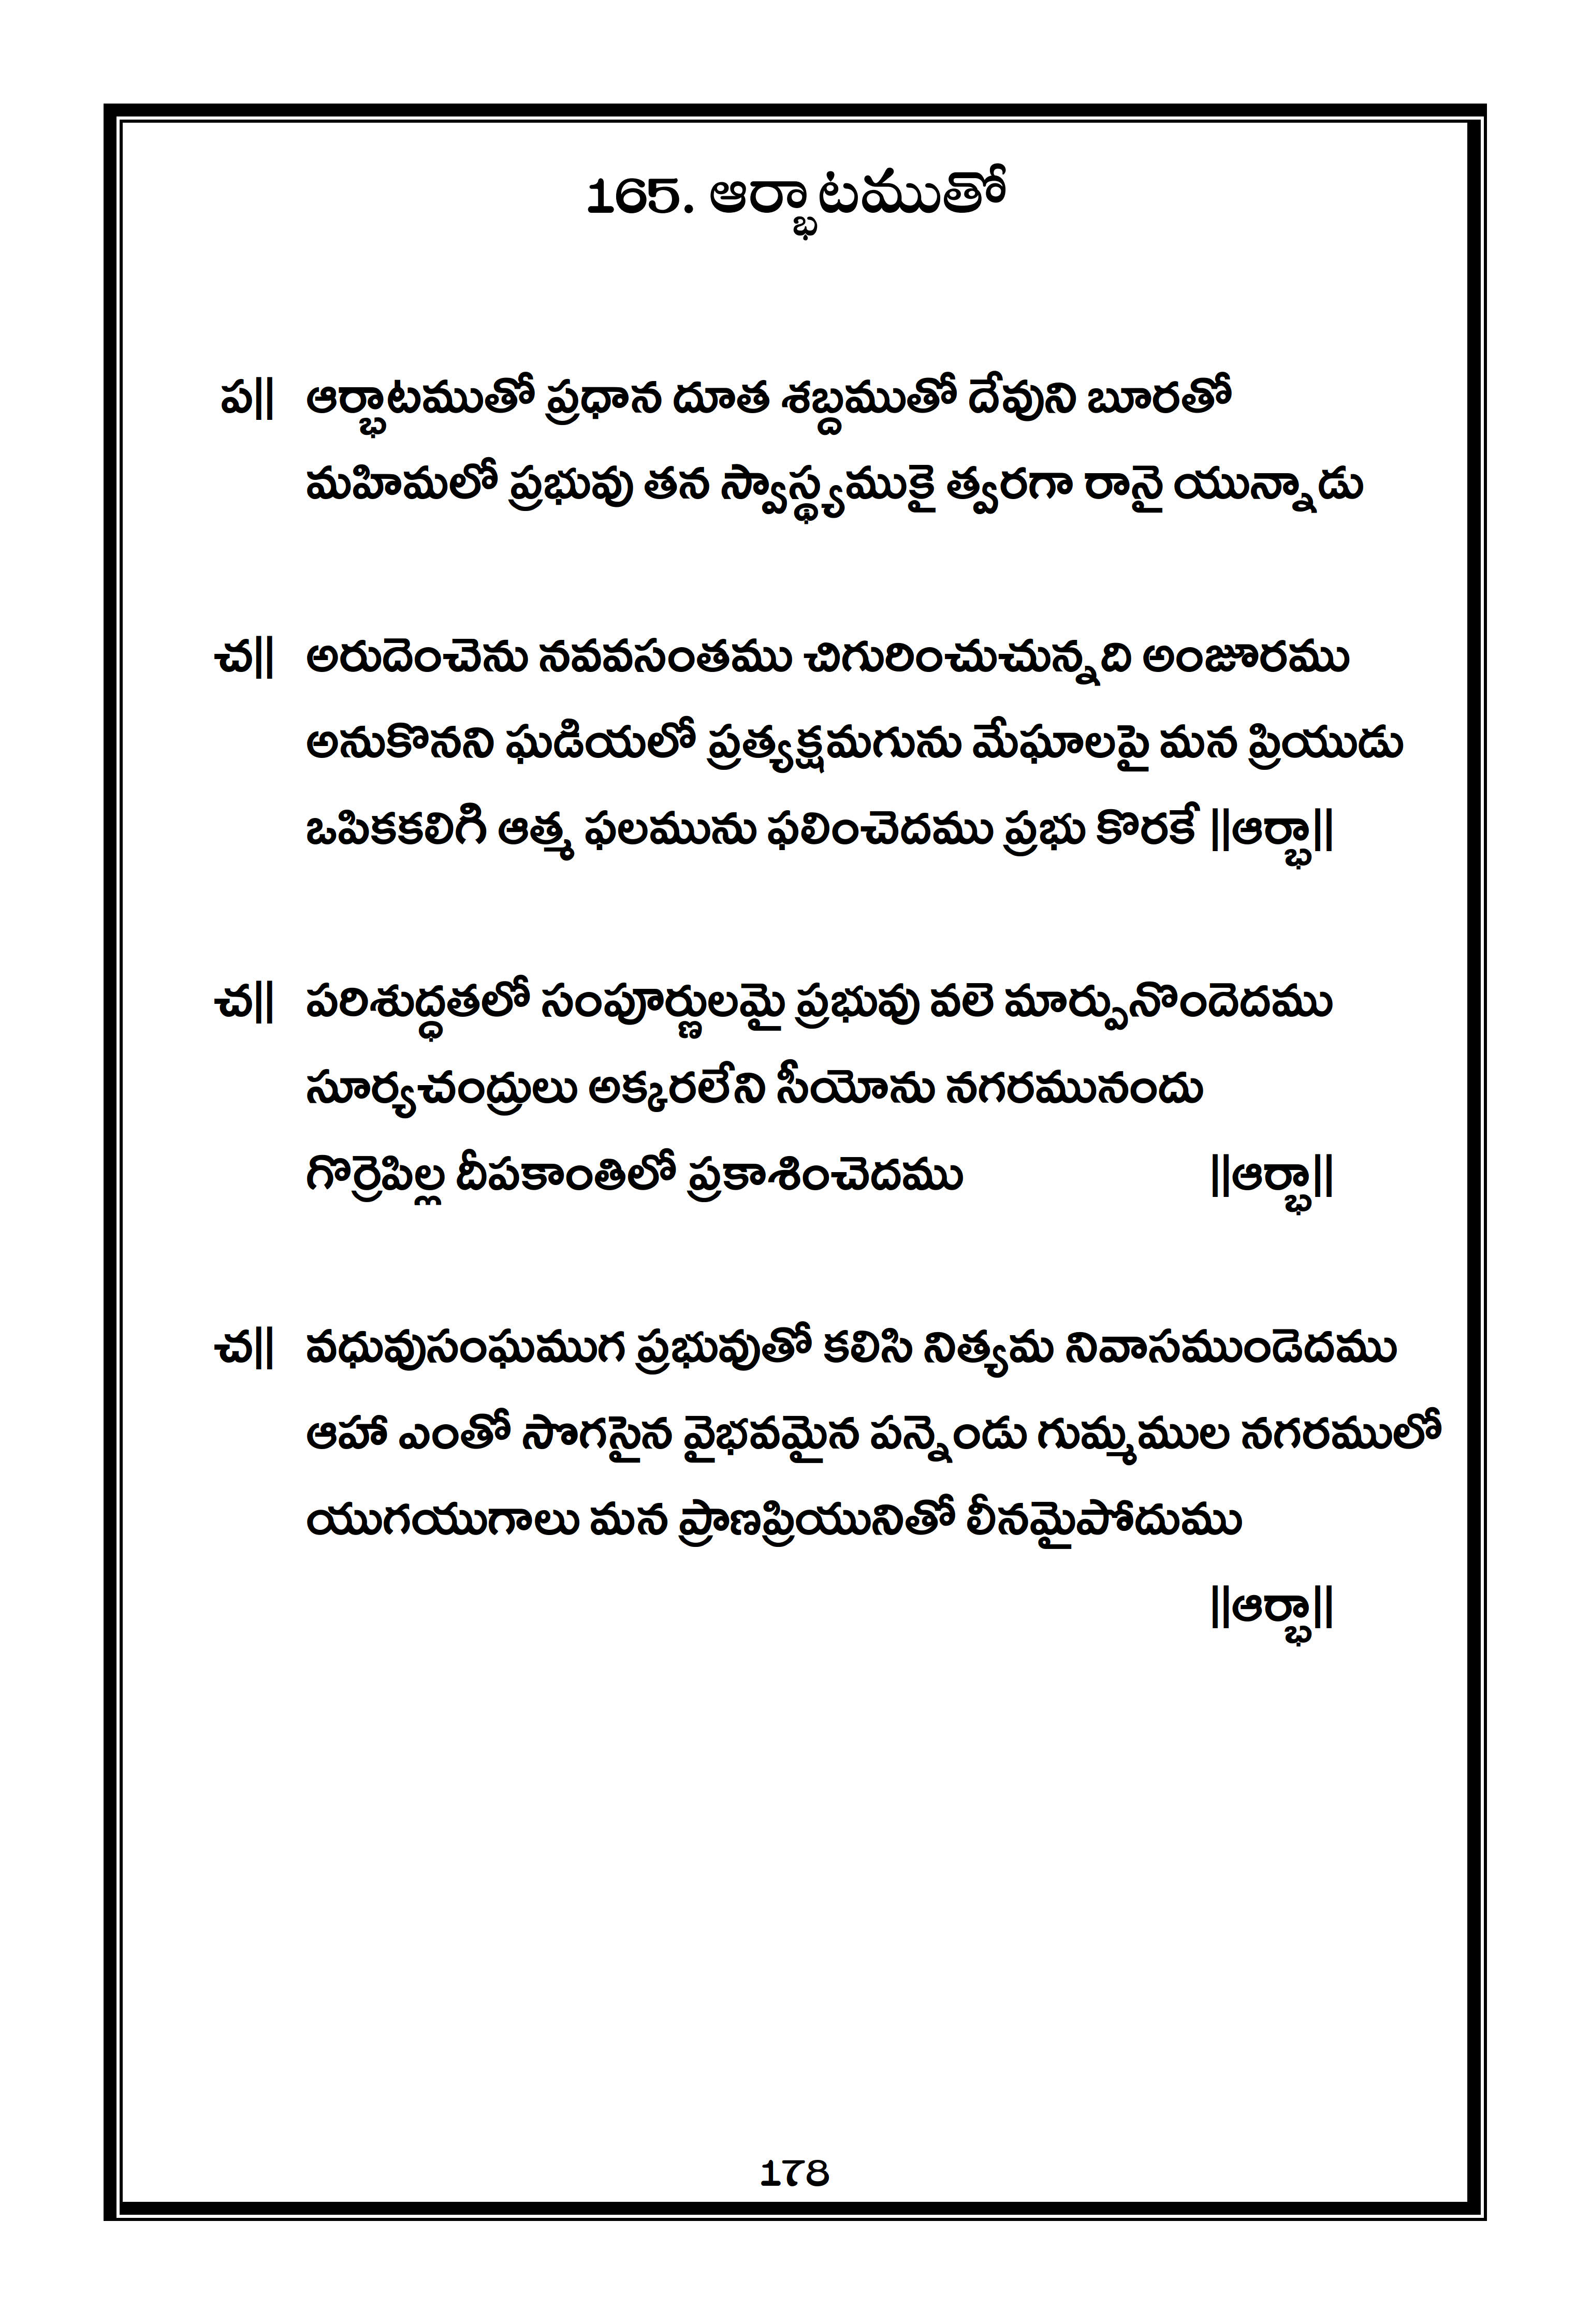 165. ఆర్భాటముతో
ప|| ఆర్భాటముతో ప్రధాన దూత శబ్దముతో దేవుని బూరతో
మహిమలో ప్రభువు తన స్వాస్థ్యముకై త్వరగా రానై యున్నాడు
చ|| అరుదెంచెను నవవసంతము చిగురించుచున్నది అంజూరము
అనుకొనని ఘడియలో ప్రత్యక్షమగును మేఘాలపై మన ప్రియుడు
ఒపికకలిగి ఆత్మ ఫలమును ఫలించెదము ప్రభు కొరకే ||ఆర్భా||
చ|| పరిశుద్ధతలో సంపూర్ణులమై ప్రభువు వలె మార్పునొందెదము
సూర్యచంద్రులు అక్కరలేని సీయోను నగరమునందు
గొర్రెపిల్ల దీపకాంతిలో ప్రకాశించెదము ||ఆర్భా||
చ|| వధువుసంఘముగ ప్రభువుతో కలిసి నిత్యమ నివాసముండెదము
ఆహా ఎంతో సొగసైన వైభవమైన పన్నెండు గుమ్మముల నగరములో
యుగయుగాలు మన ప్రాణప్రియునితో లీనమైపోదుము
||ఆర్భా||
178